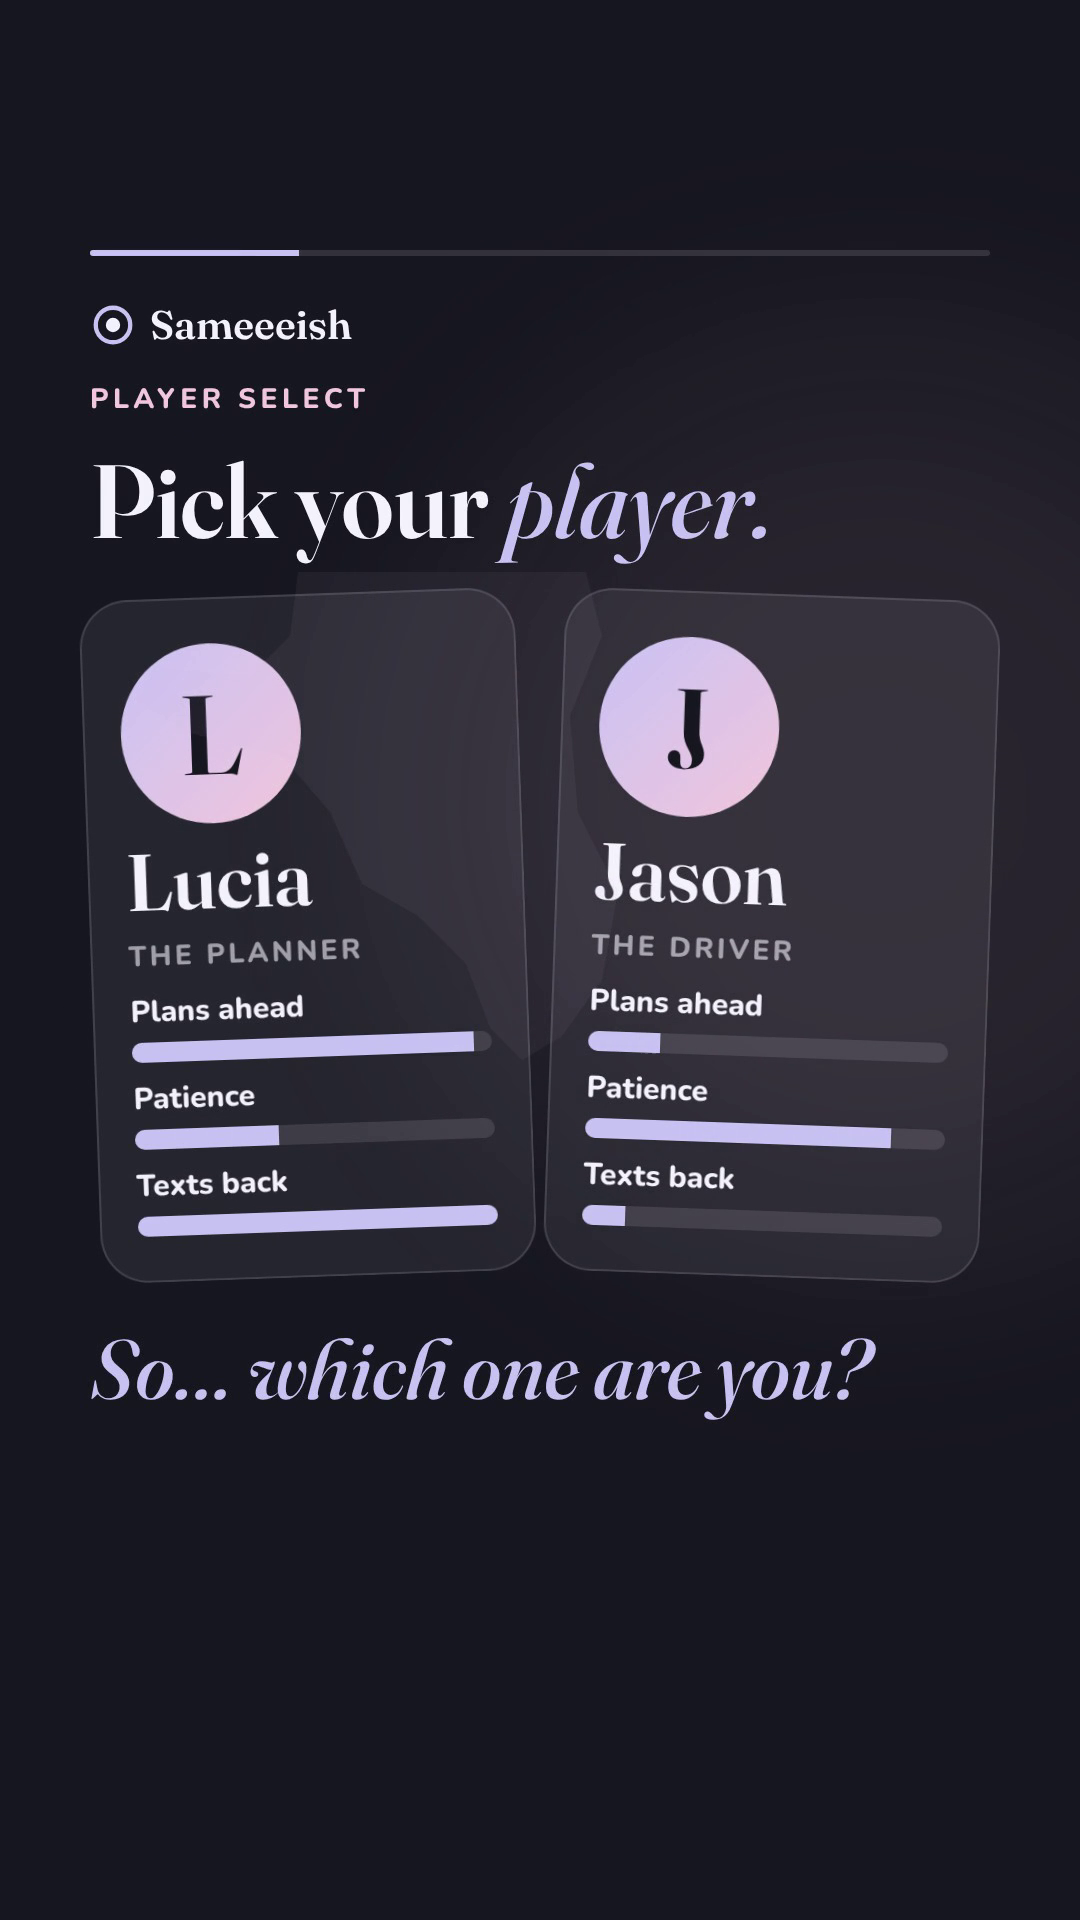 Sameeeish
PLAYER SELECT
Pick your player.
L
Lucia
THE PLANNER
Plans ahead
Patience
Texts back
J
Jason
THE DRIVER
Plans ahead
Patience
Texts back
So... which one are you?